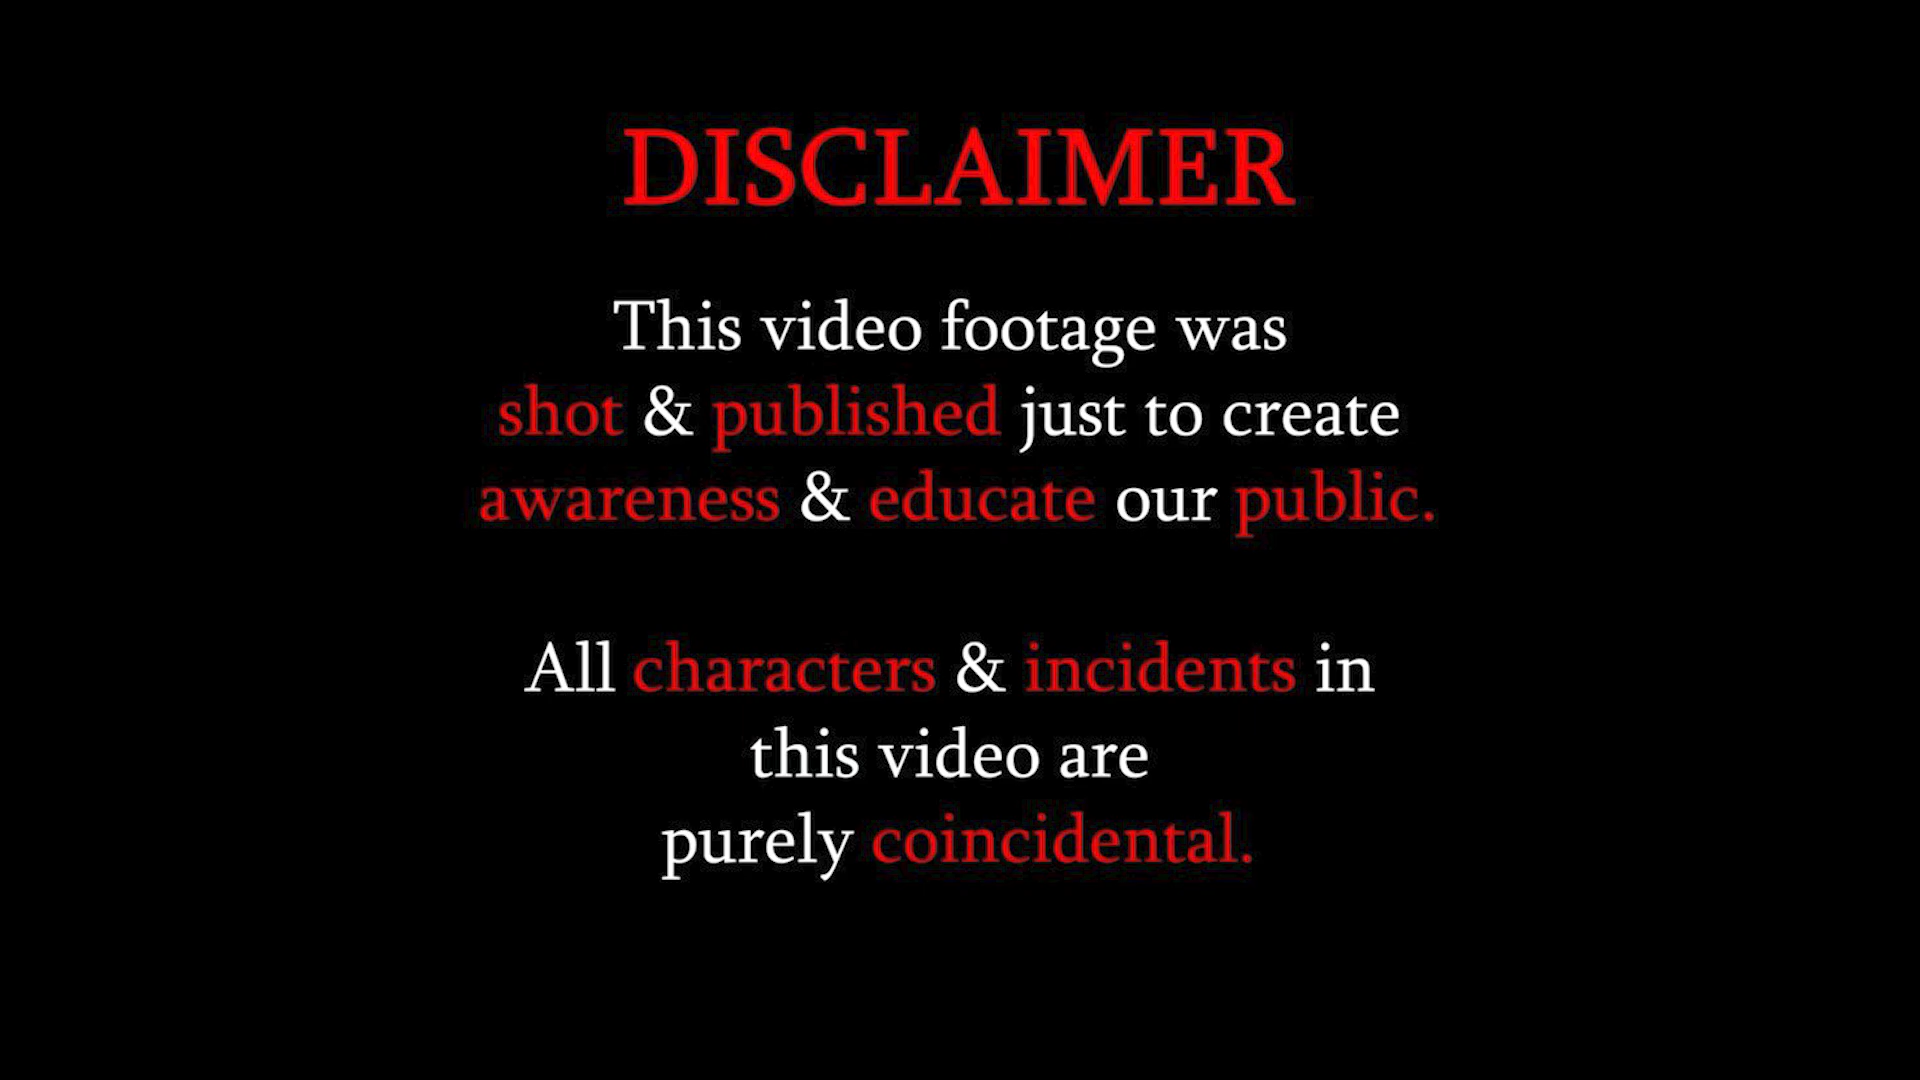 DISCLAIMER
This video footage was
shot & published just to create
awareness & educate our public.
All characters & incidents in
this video are
purely coincidental.